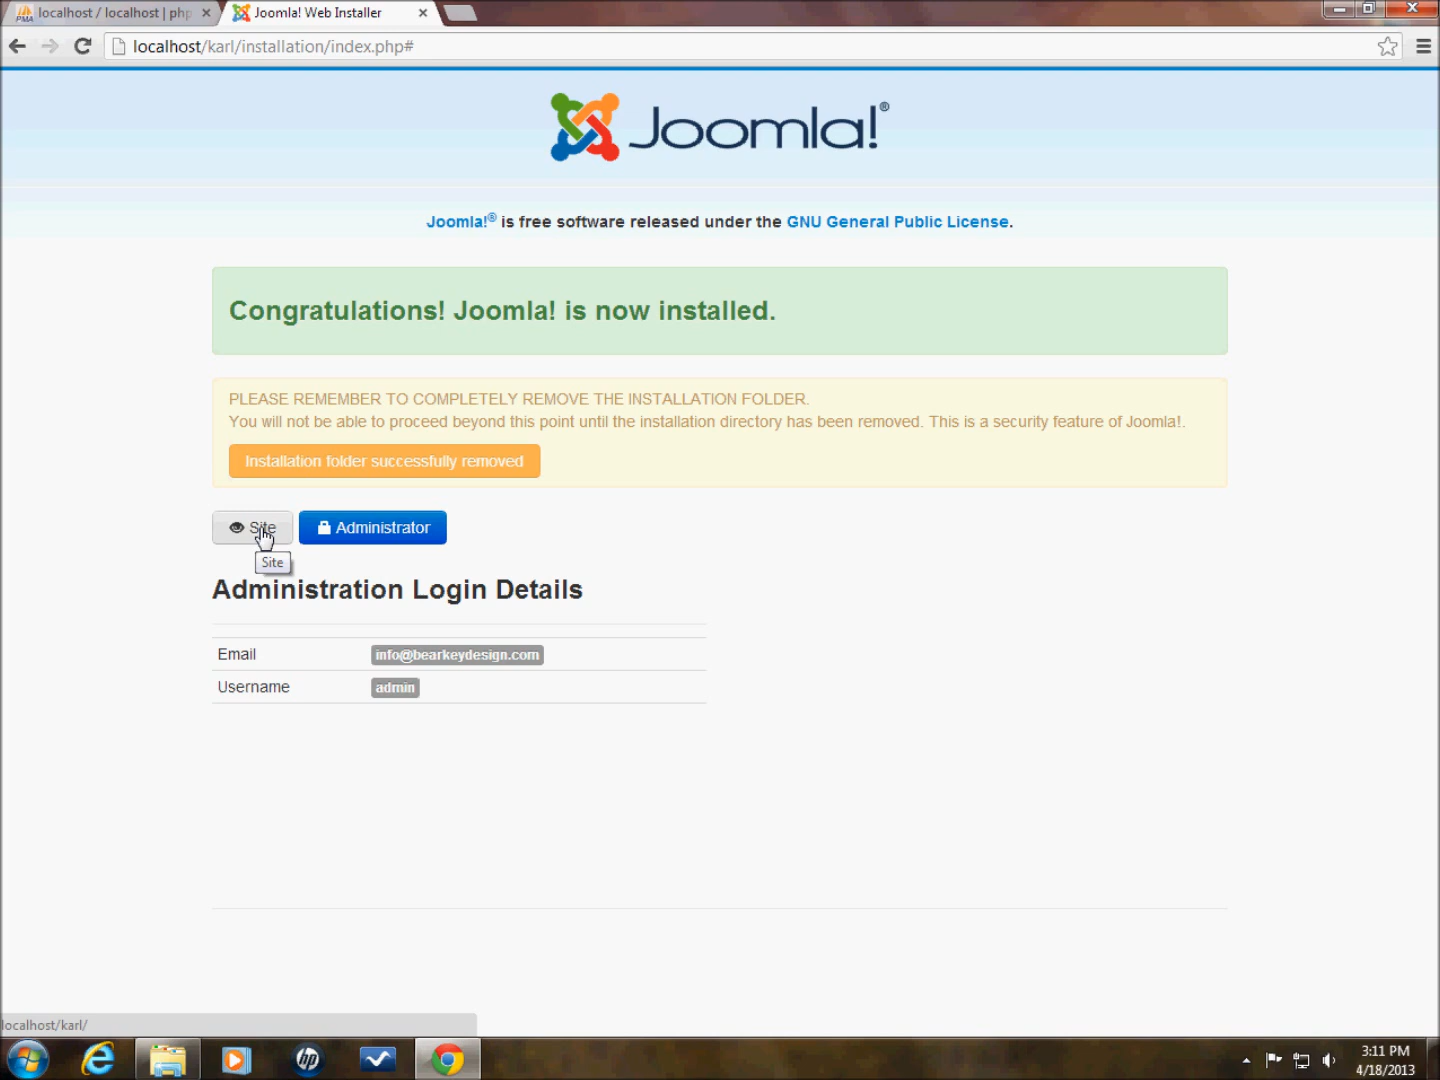 localhost / localhost | php
Joomla! Web Installer
localhost/karl/installation/index.php#
Joomla!®
Joomla!® is free software released under the GNU General Public License.
Congratulations! Joomla! is now installed.
PLEASE REMEMBER TO COMPLETELY REMOVE THE INSTALLATION FOLDER.
You will not be able to proceed beyond this point until the installation directory has been removed. This is a security feature of Joomla!.
Installation folder successfully removed
Site Administrator
Site
Administration Login Details
Email info@bearkeydesign.com
Username admin
localhost/karl/
3:11 PM
4/18/2013